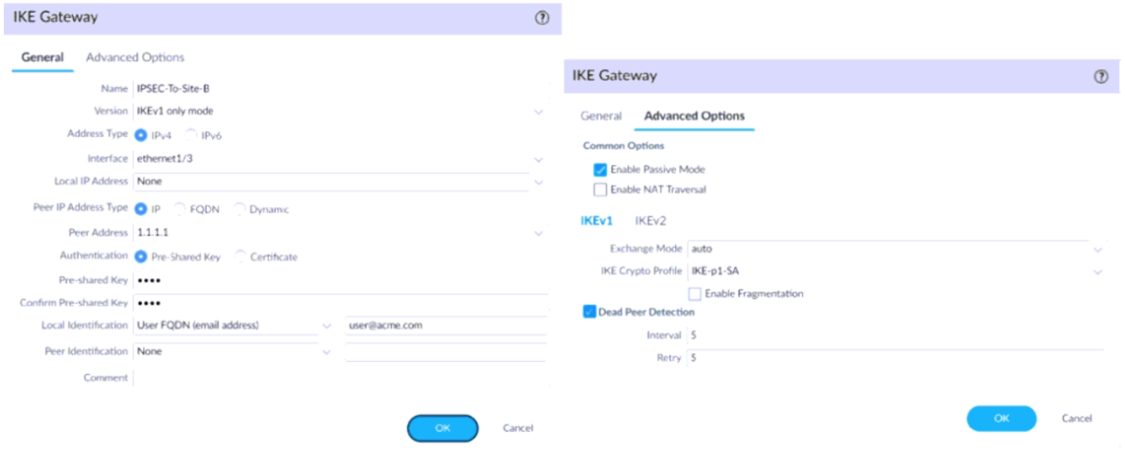 IKE Gateway
General Advanced Options
Name IPSEC-To-Site-B
Version IKEv1 only mode
Address Type IPv4 IPv6
Interface ethernet1/3
Local IP Address None
Peer IP Address Type IP FQDN Dynamic
Peer Address 1.1.1.1
Authentication Pre-Shared Key Certificate
Pre-shared Key ••••
Confirm Pre-shared Key ••••
Local Identification User FQDN (email address) user@acme.com
Peer Identification None
Comment
OK Cancel
IKE Gateway
General Advanced Options
Common Options
Enable Passive Mode
Enable NAT Traversal
IKEv1 IKEv2
Exchange Mode auto
IKE Crypto Profile IKE-p1-SA
Enable Fragmentation
Dead Peer Detection
Interval 5
Retry 5
OK Cancel